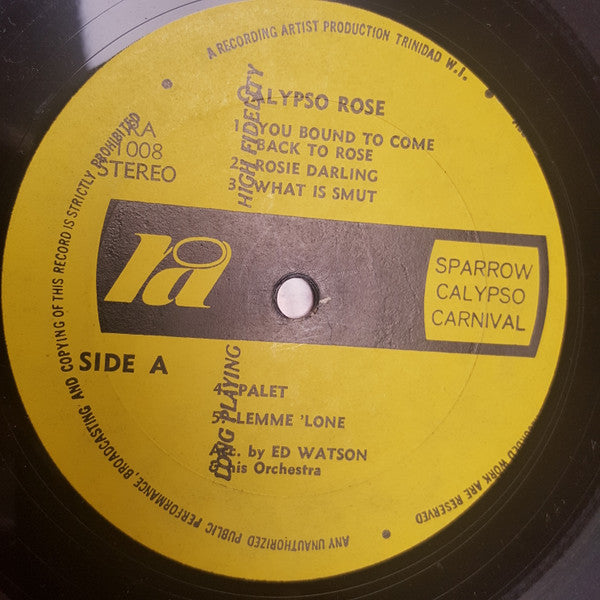 A RECORDING ARTIST PRODUCTION TRINIDAD W.I.
HIGH FIDELITY
CALYPSO ROSE
RA
1008
STEREO
1. YOU BOUND TO COME
BACK TO ROSE
2. ROSIE DARLING
3. WHAT IS SMUT
ra
SPARROW
CALYPSO
CARNIVAL
SIDE A
LONG PLAYING
4. PALET
5. LEMME 'LONE
by ED WATSON
& his Orchestra
ANY UNAUTHORIZED PUBLIC PERFORMANCE, BROADCASTING AND COPYING OF THIS RECORD IS STRICTLY PROHIBITED
WORK ARE RESERVED